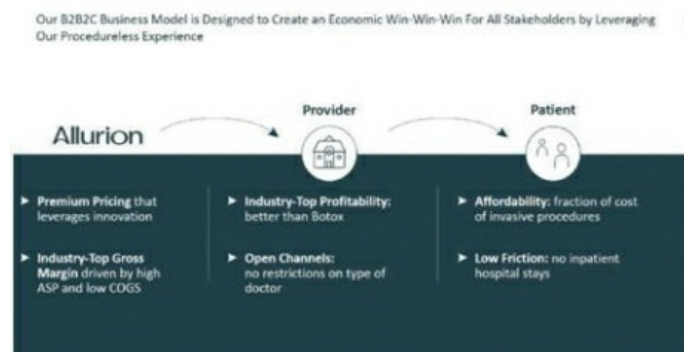 Our B2B2C Business Model is Designed to Create an Economic Win-Win-Win For All Stakeholders by Leveraging
Our Procedureless Experience
Allurion
Provider
Patient
Premium Pricing that
leverages innovation
Industry-Top Gross
Margin driven by high
ASP and low COGS
Industry-Top Profitability:
better than Botox
Open Channels:
no restrictions on type of
doctor
Affordability: fraction of cost
of invasive procedures
Low Friction: no inpatient
hospital stays